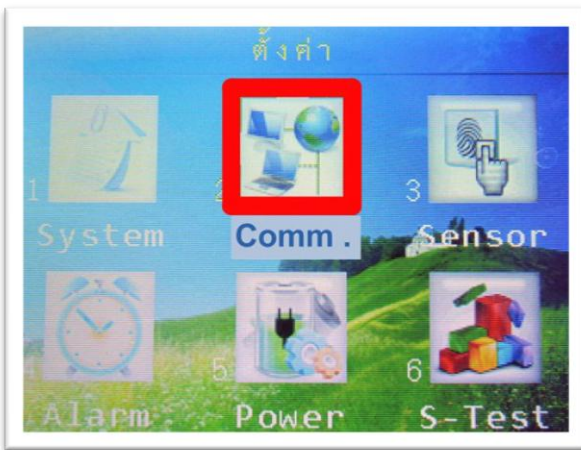 ตั้งค่า
1 2 3
System Comm . Sensor
5 6
Alarm Power S-Test